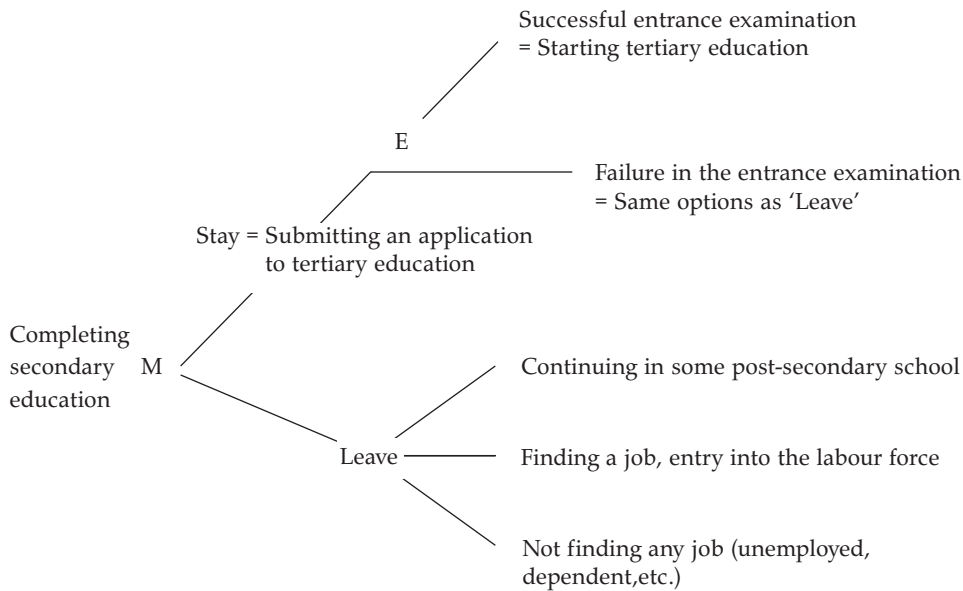 Successful entrance examination
= Starting tertiary education
E
Failure in the entrance examination
= Same options as ‘Leave’
Stay = Submitting an application
to tertiary education
Completing
secondary M
education
Continuing in some post-secondary school
Leave
Finding a job, entry into the labour force
Not finding any job (unemployed,
dependent,etc.)